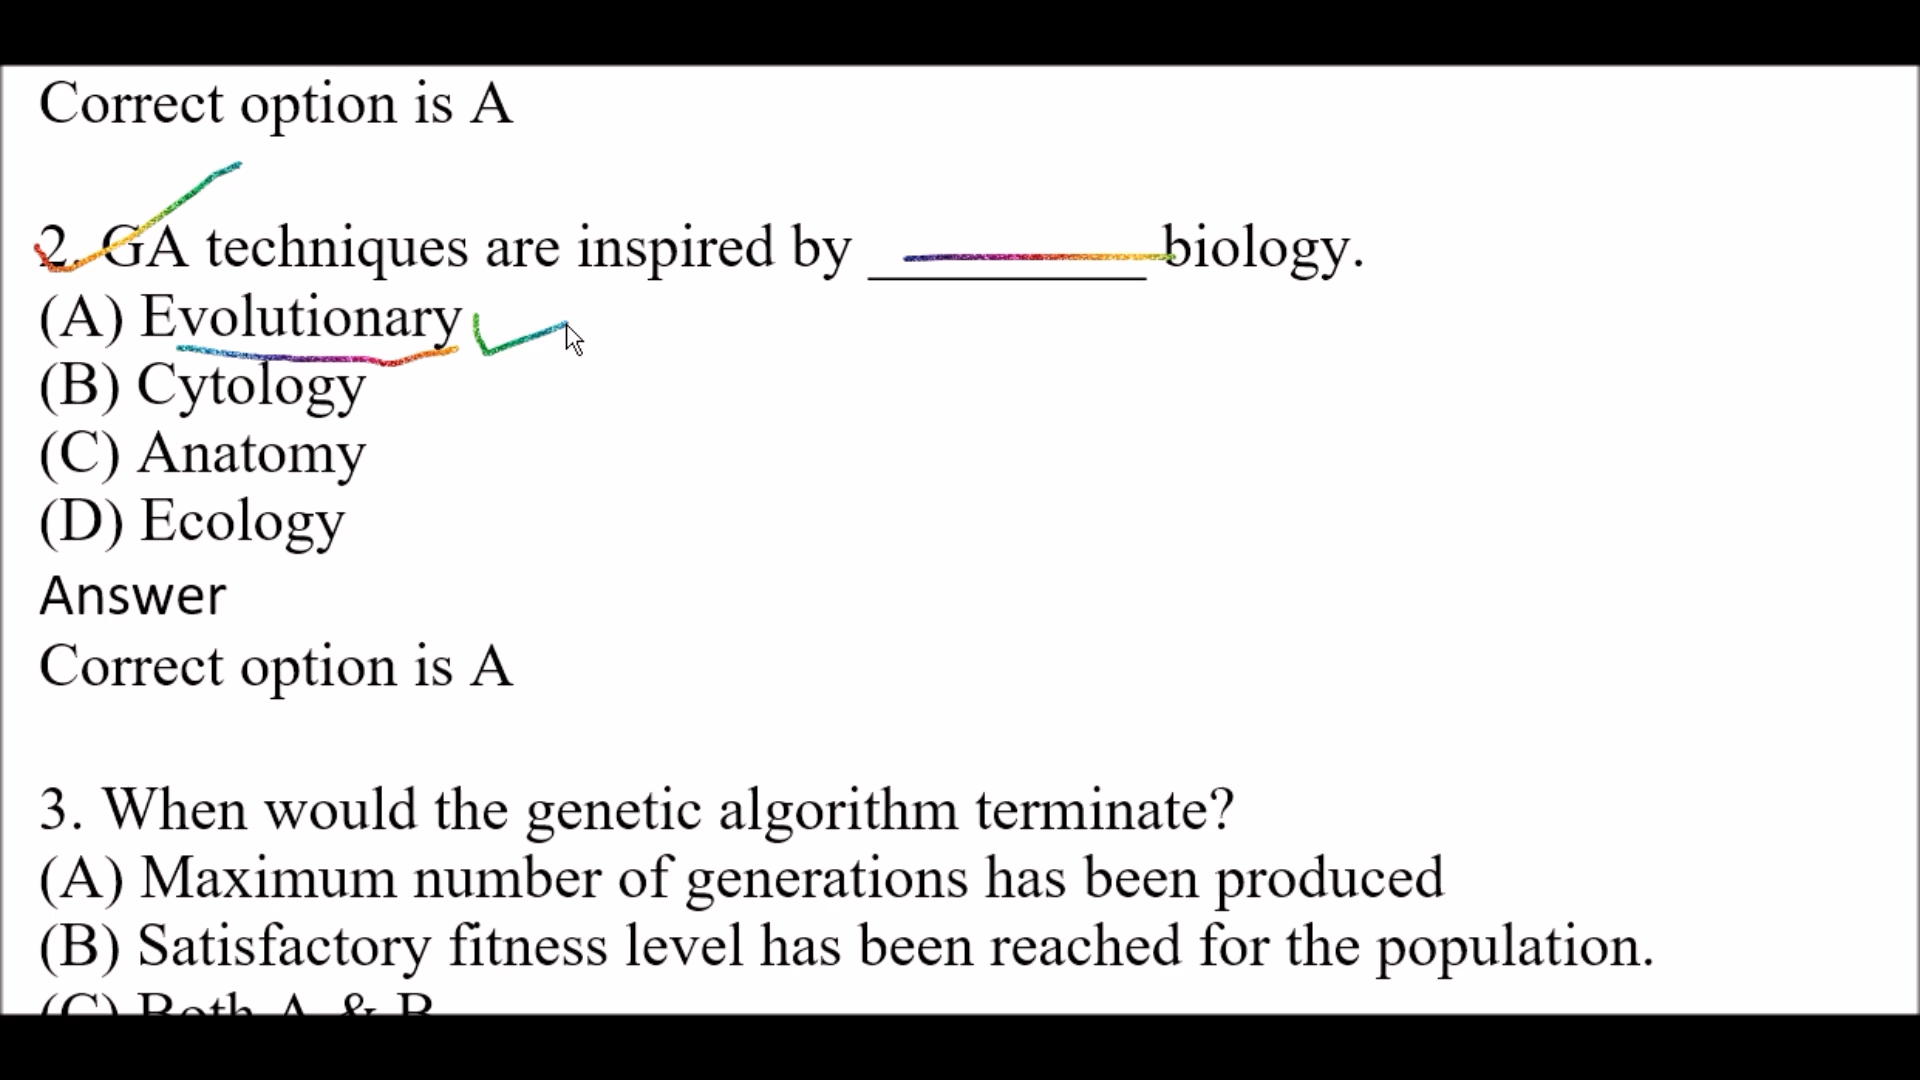 Correct option is A
2. GA techniques are inspired by __________ biology.
(A) Evolutionary
(B) Cytology
(C) Anatomy
(D) Ecology
Answer
Correct option is A
3. When would the genetic algorithm terminate?
(A) Maximum number of generations has been produced
(B) Satisfactory fitness level has been reached for the population.
(C) Both A & B